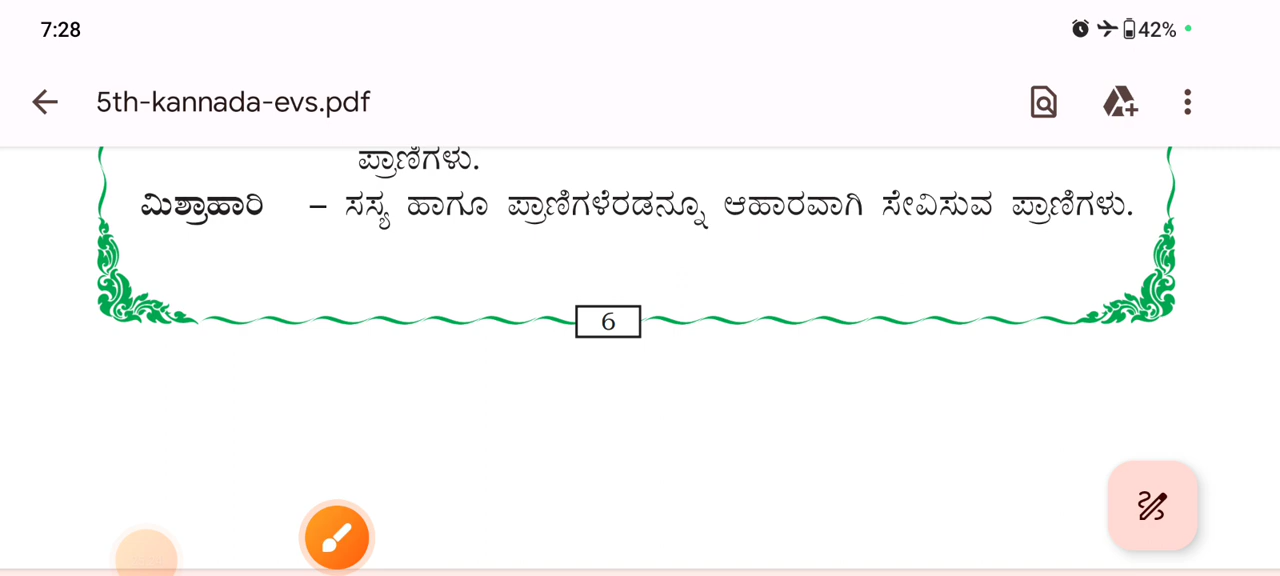 7:28
42%
5th-kannada-evs.pdf
ಪ್ರಾಣಿಗಳು.
ಮಿಶ್ರಾಹಾರಿ – ಸಸ್ಯ ಹಾಗೂ ಪ್ರಾಣಿಗಳೆರಡನ್ನೂ ಆಹಾರವಾಗಿ ಸೇವಿಸುವ ಪ್ರಾಣಿಗಳು.
6